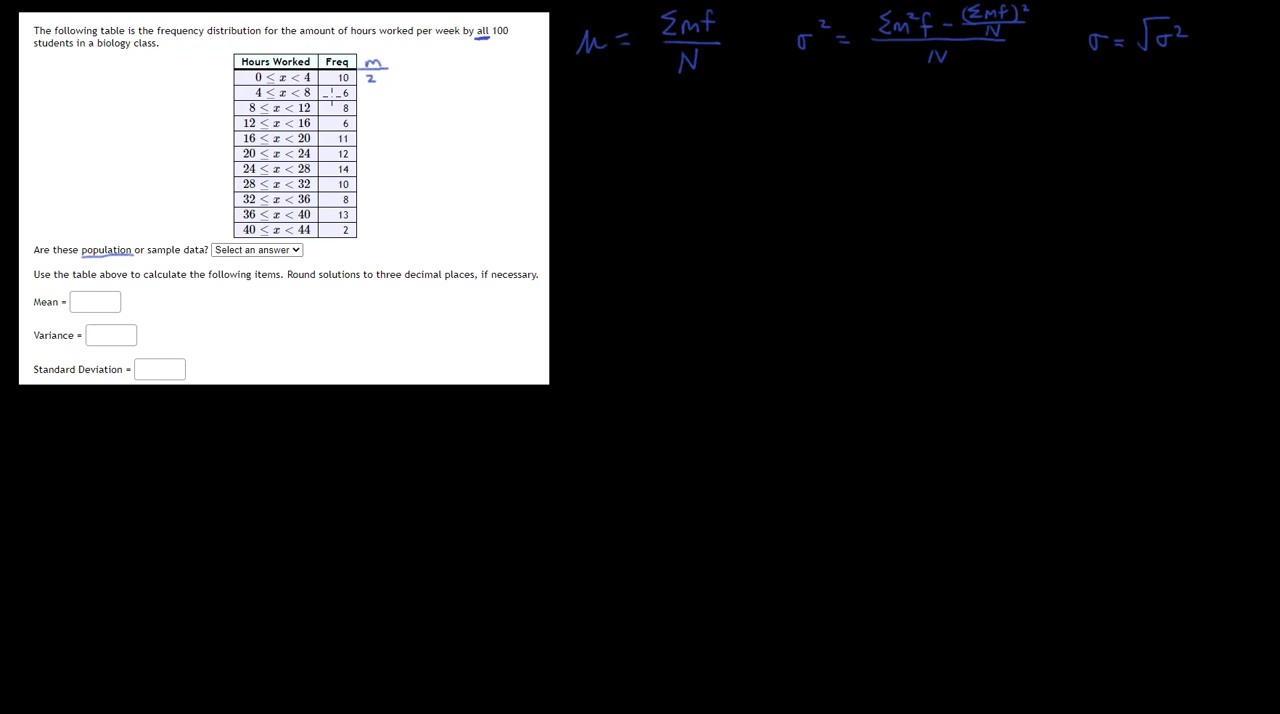 The following table is the frequency distribution for the amount of hours worked per week by all 100
students in a biology class.
Hours Worked Freq m
0 ≤ x < 4 10 2
4 ≤ x < 8 6
8 ≤ x < 12 8
12 ≤ x < 16 6
16 ≤ x < 20 11
20 ≤ x < 24 12
24 ≤ x < 28 14
28 ≤ x < 32 10
32 ≤ x < 36 8
36 ≤ x < 40 13
40 ≤ x < 44 2
Are these population or sample data? Select an answer
Use the table above to calculate the following items. Round solutions to three decimal places, if necessary.
Mean =
Variance =
Standard Deviation =
μ = Σmf / N
σ² = (Σm²f - (Σmf)² / N) / N
σ = √σ²